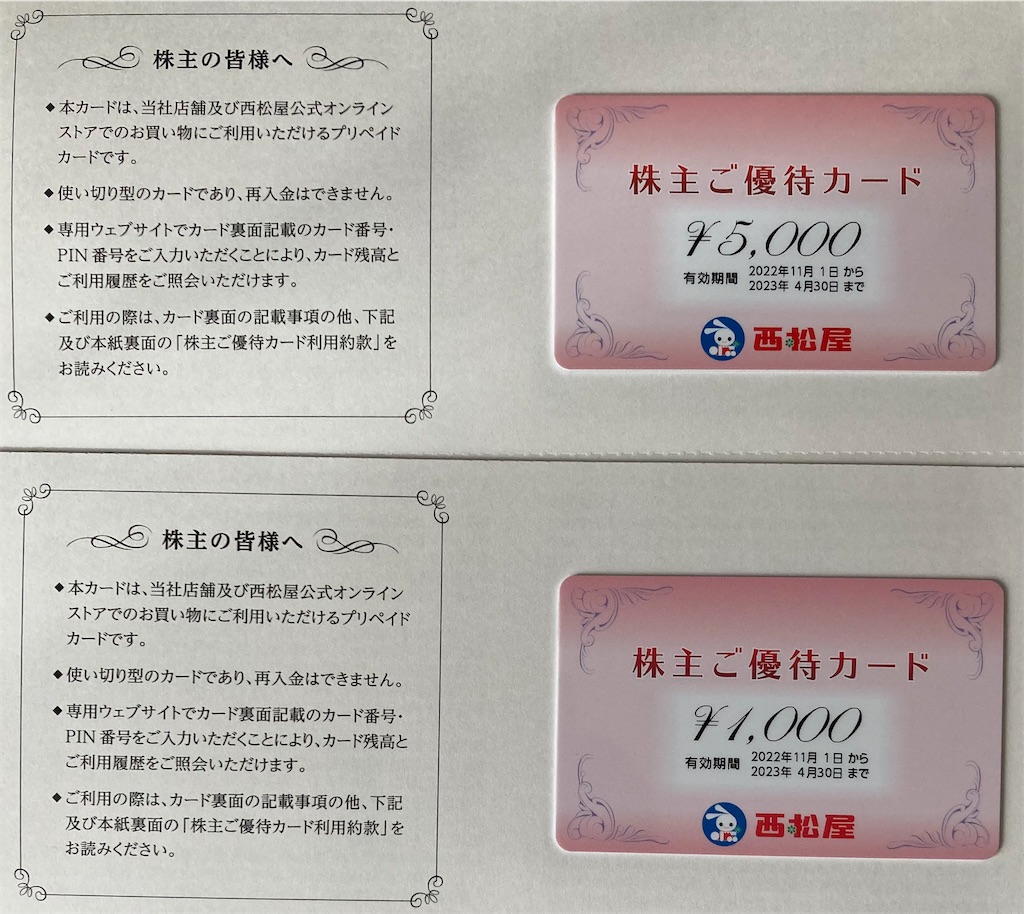 株主の皆様へ
◆本カードは、当社店舗及び西松屋公式オンライン
ストアでのお買い物にご利用いただけるプリペイド
カードです。
◆使い切り型のカードであり、再入金はできません。
◆専用ウェブサイトでカード裏面記載のカード番号・
PIN番号をご入力いただくことにより、カード残高と
ご利用履歴をご照会いただけます。
◆ご利用の際は、カード裏面の記載事項の他、下記
及び本紙裏面の「株主ご優待カード利用約款」を
お読みください。
株主ご優待カード
¥5,000
有効期間 2022年11月 1日 から
2023年 4月30日 まで
西松屋
株主の皆様へ
◆本カードは、当社店舗及び西松屋公式オンライン
ストアでのお買い物にご利用いただけるプリペイド
カードです。
◆使い切り型のカードであり、再入金はできません。
◆専用ウェブサイトでカード裏面記載のカード番号・
PIN番号をご入力いただくことにより、カード残高と
ご利用履歴をご照会いただけます。
◆ご利用の際は、カード裏面の記載事項の他、下記
及び本紙裏面の「株主ご優待カード利用約款」を
お読みください。
株主ご優待カード
¥1,000
有効期間 2022年11月 1日 から
2023年 4月30日 まで
西松屋